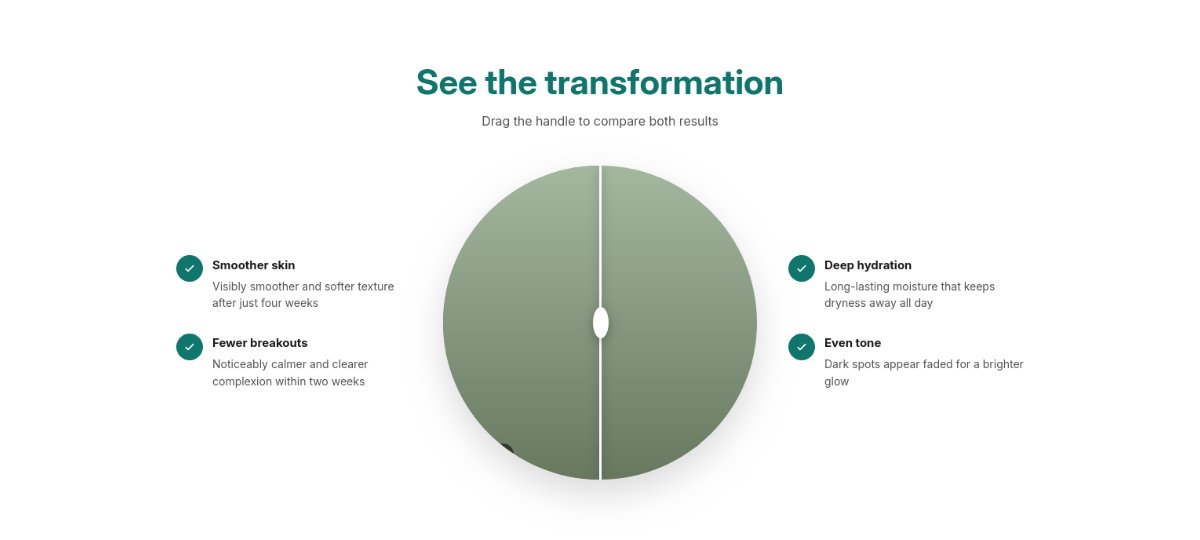 See the transformation
Drag the handle to compare both results
Smoother skin
Visibly smoother and softer texture
after just four weeks
Fewer breakouts
Noticeably calmer and clearer
complexion within two weeks
Deep hydration
Long-lasting moisture that keeps
dryness away all day
Even tone
Dark spots appear faded for a brighter
glow